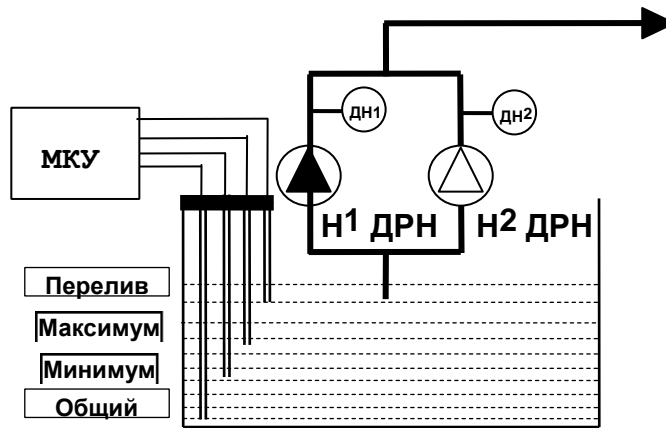 ДН1
ДН2
МКУ
Н1 ДРН
Н2 ДРН
Перелив
Максимум
Минимум
Общий